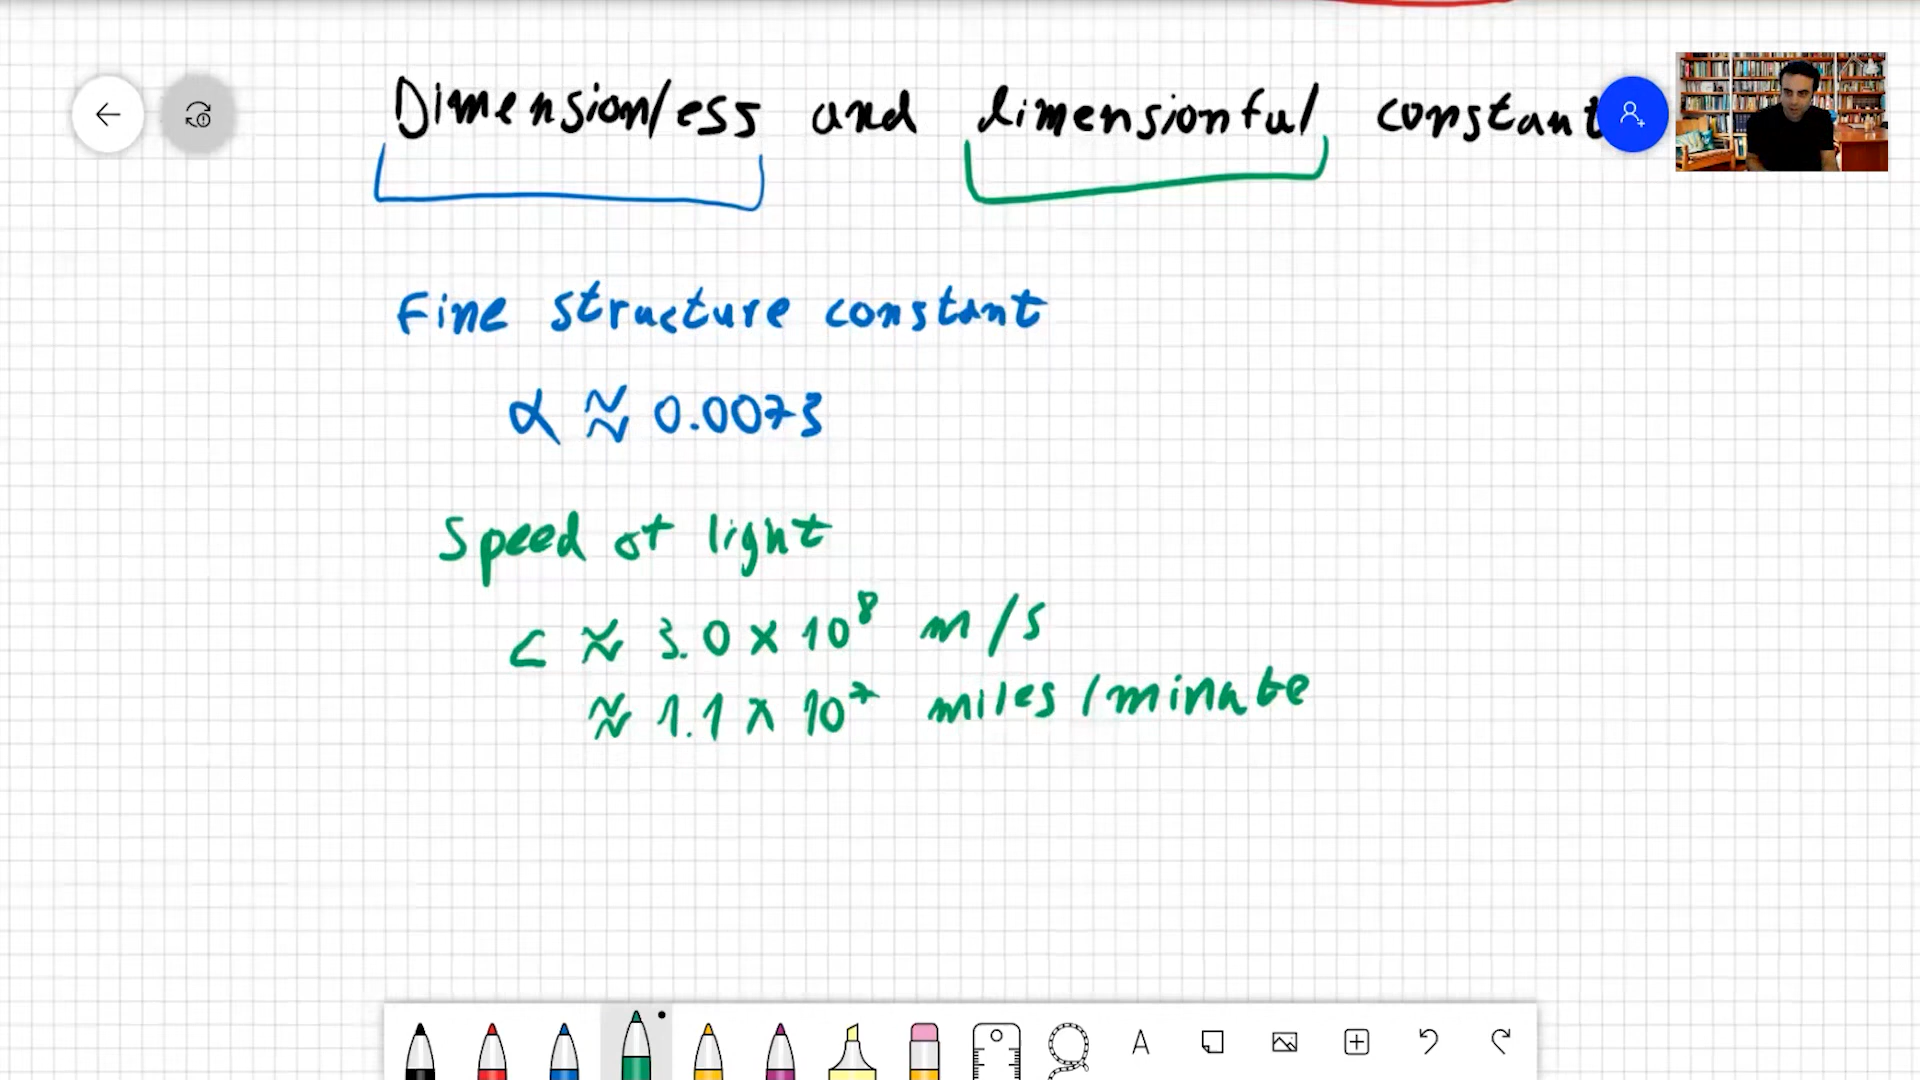 Dimensionless and dimensionful constant
Fine structure constant
α ≈ 0.0073
Speed of light
c ≈ 3.0 × 10⁸ m/s
≈ 1.1 × 10⁷ miles/minute
A